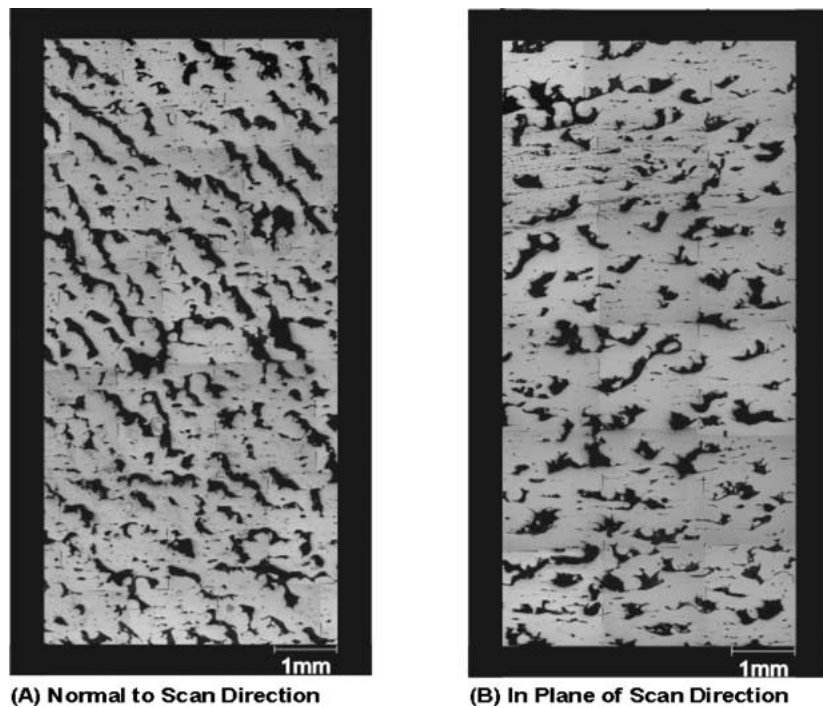 1mm
1mm
(A) Normal to Scan Direction
(B) In Plane of Scan Direction